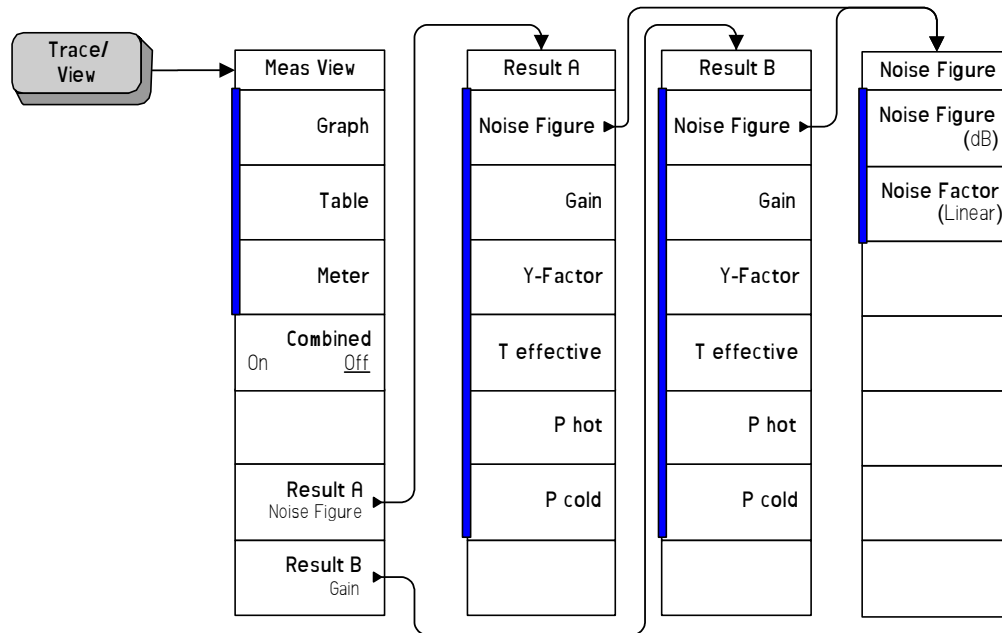 Trace/
View
Meas View
Graph
Table
Meter
Combined
On Off
Result A
Noise Figure
Result B
Gain
Result A
Noise Figure
Gain
Y-Factor
T effective
P hot
P cold
Result B
Noise Figure
Gain
Y-Factor
T effective
P hot
P cold
Noise Figure
Noise Figure
(dB)
Noise Factor
(Linear)